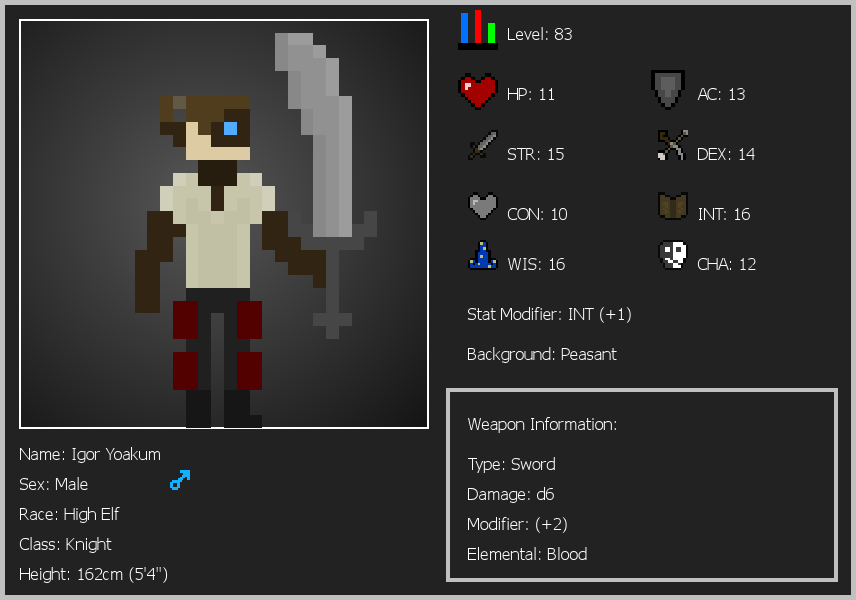 Level: 83
HP: 11
AC: 13
STR: 15
DEX: 14
CON: 10
INT: 16
WIS: 16
CHA: 12
Stat Modifier: INT (+1)
Background: Peasant
Weapon Information:
Type: Sword
Damage: d6
Modifier: (+2)
Elemental: Blood
Name: Igor Yoakum
Sex: Male
Race: High Elf
Class: Knight
Height: 162cm (5'4")